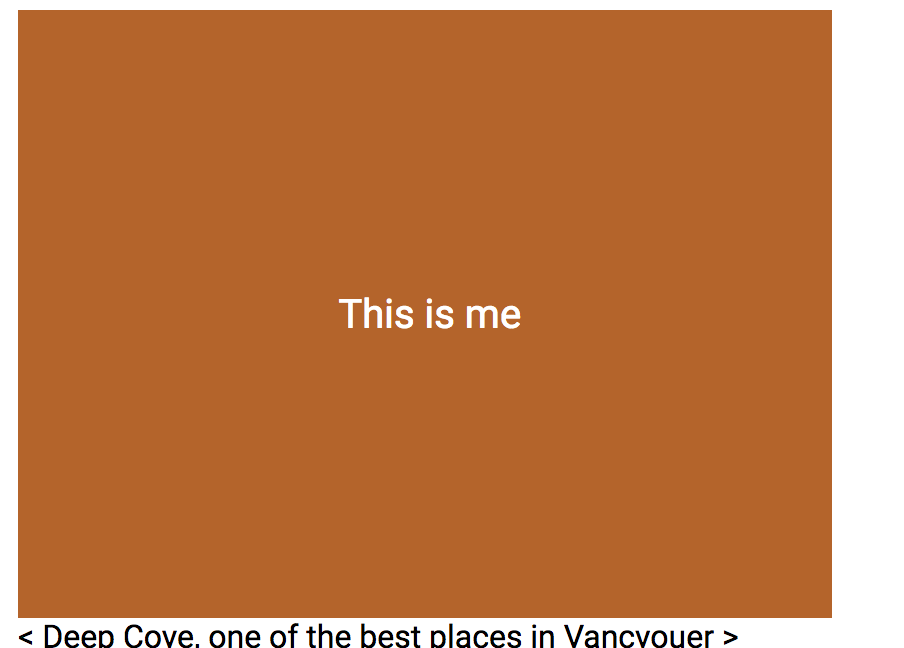 This is me
< Deep Cove, one of the best places in Vancvouer >